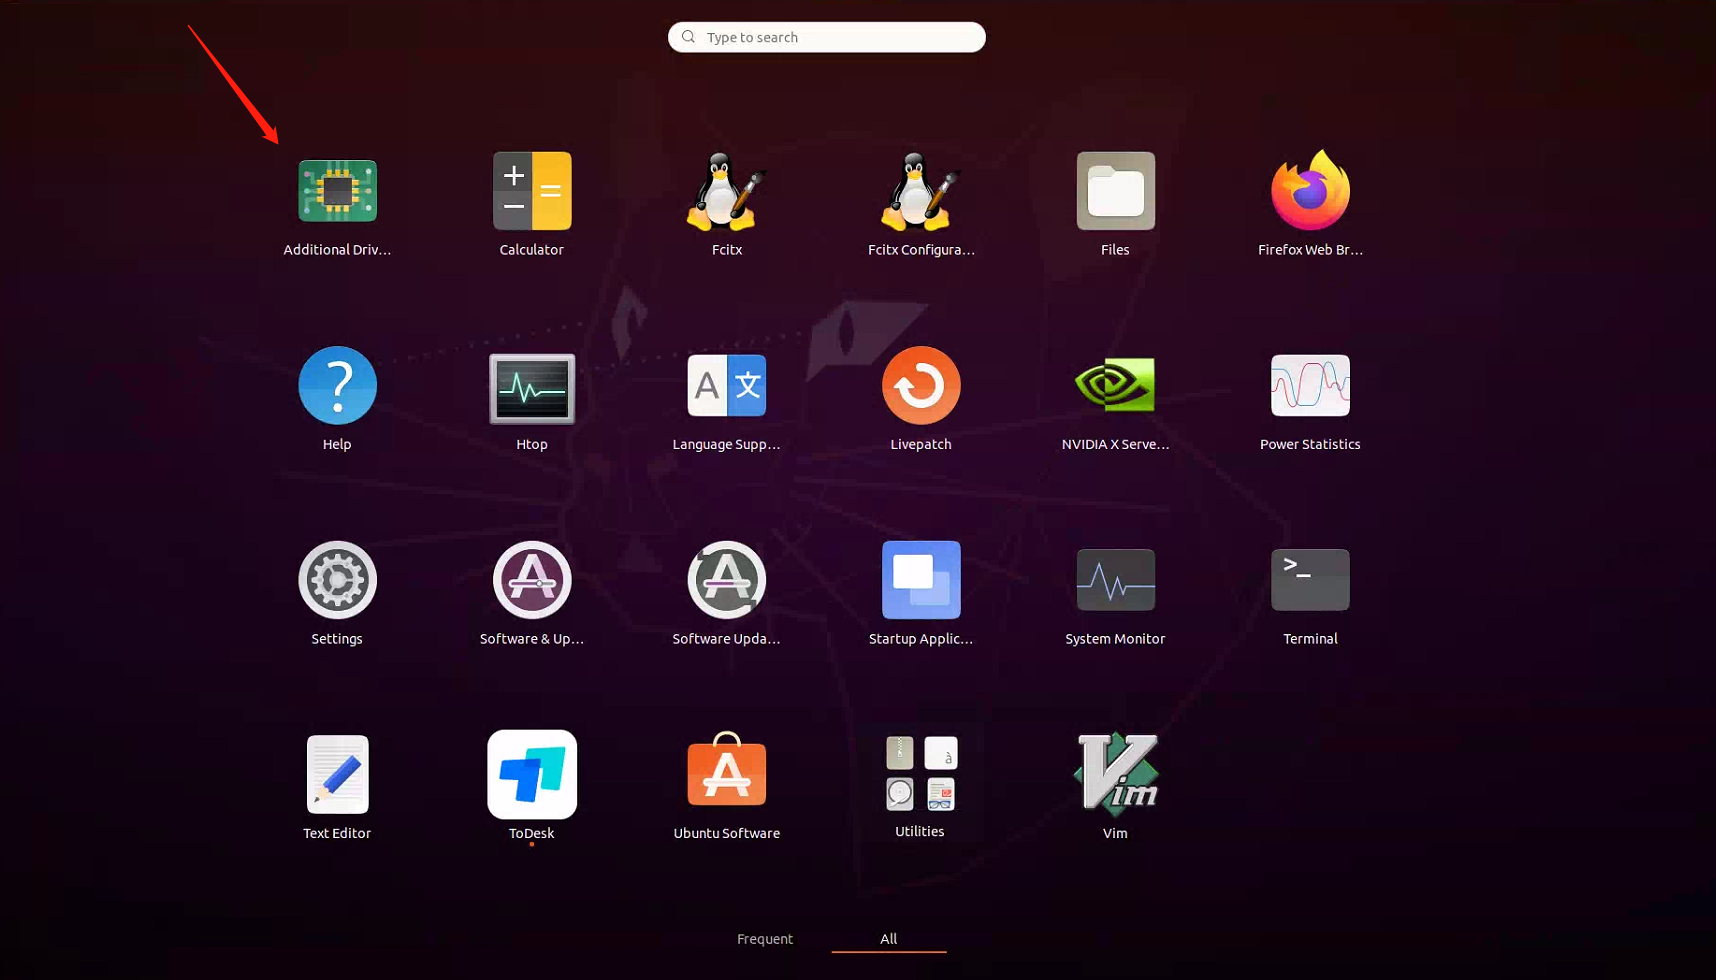 Type to search
Additional Driv...
Calculator
Fcitx
Fcitx Configura...
Files
Firefox Web Br...
Help
Htop
A 文
Language Supp...
Livepatch
NVIDIA X Serve...
Power Statistics
Settings
Software & Up...
Software Upda...
Startup Applic...
System Monitor
>_
Terminal
Text Editor
ToDesk
Ubuntu Software
Utilities
Vim
Vim
Frequent
All